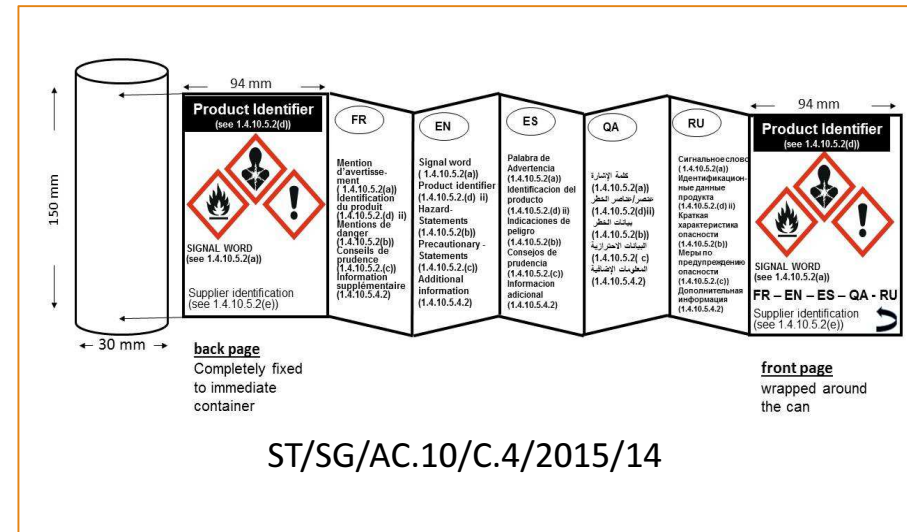 94 mm
Product Identifier
(see 1.4.10.5.2(d))
SIGNAL WORD
(see 1.4.10.5.2(a))
Supplier identification
(see 1.4.10.5.2(e))
150 mm
30 mm
back page
Completely fixed
to immediate
container
FR
Mention
d'avertisse-
ment
( 1.4.10.5.2(a))
Identification
du produit
(1.4.10.5.2.(d) ii)
Mentions de
danger
(1.4.10.5.2(b))
Conseils de
prudence
(1.4.10.5.2.(c))
Information
supplémentaire
(1.4.10.5.4.2)
EN
Signal word
( 1.4.10.5.2(a))
Product identifier
(1.4.10.5.2.(d) ii)
Hazard-
Statements
(1.4.10.5.2(b))
Precautionary -
Statements
(1.4.10.5.2.(c))
Additional
information
(1.4.10.5.4.2)
ES
Palabra de
Advertencia
(1.4.10.5.2(a))
Identificacion del
producto
(1.4.10.5.2.(d) ii)
Indicaciones de
peligro
(1.4.10.5.2(b))
Consejos de
prudencia
(1.4.10.5.2.(c))
Informacion
adicional
(1.4.10.5.4.2)
QA
كلمة الإشارة
(1.4.10.5.2(a))
عنصر/عناصر الخطر
(1.4.10.5.2(d)ii)
بيانات الخطر
(1.4.10.5.2(b))
البيانات الاحترازية
(1.4.10.5.2( c)
المعلومات الإضافية
(1.4.10.5.4.2)
RU
Сигнальное слово
( 1.4.10.5.2(a))
Идентификацион-
ные данные
продукта
(1.4.10.5.2.(d) ii)
Краткая
характеристика
опасности
(1.4.10.5.2(b))
Меры по
предупреждению
опасности
(1.4.10.5.2.(c))
Дополнительная
информация
(1.4.10.5.4.2)
94 mm
Product Identifier
(see 1.4.10.5.2(d))
SIGNAL WORD
(see 1.4.10.5.2(a))
FR – EN – ES – QA - RU
Supplier identification
(see 1.4.10.5.2(e))
front page
wrapped around
the can
ST/SG/AC.10/C.4/2015/14